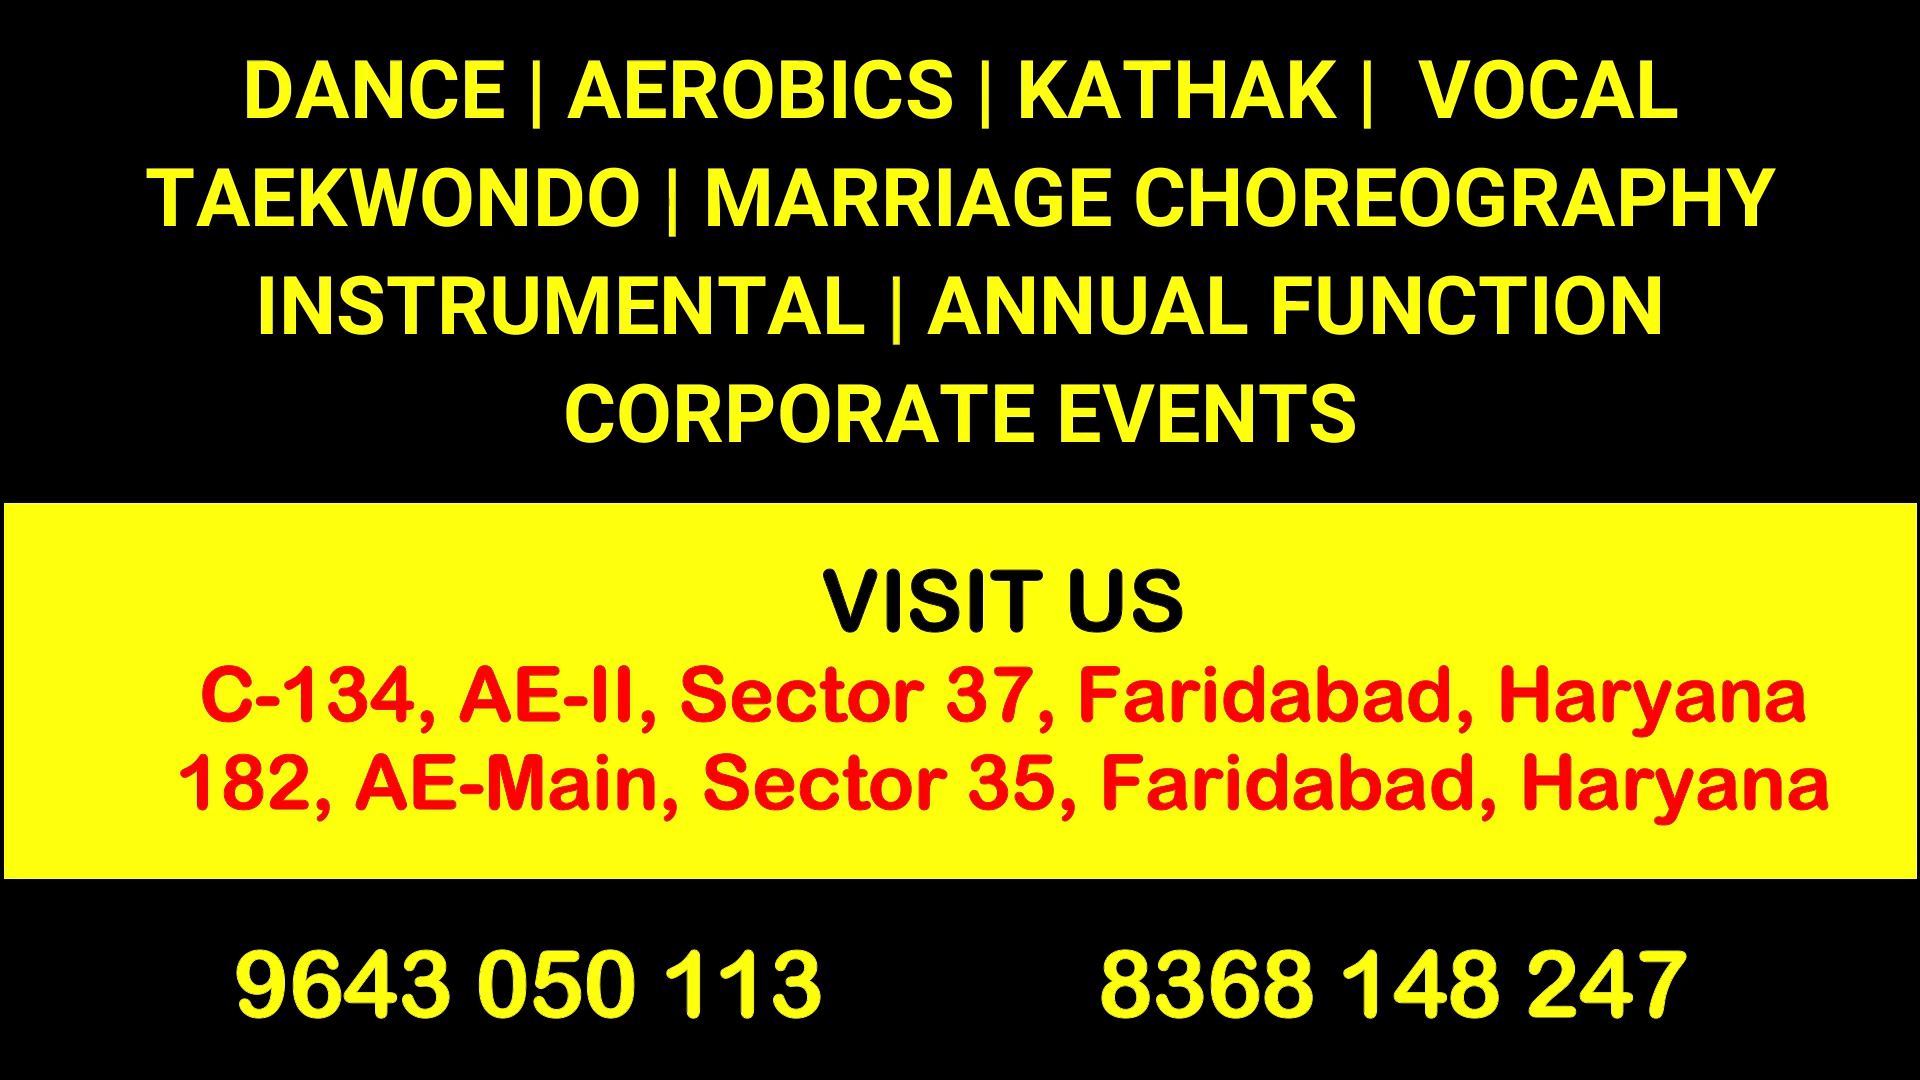 DANCE | AEROBICS | KATHAK | VOCAL
TAEKWONDO | MARRIAGE CHOREOGRAPHY
INSTRUMENTAL | ANNUAL FUNCTION
CORPORATE EVENTS
VISIT US
C-134, AE-II, Sector 37, Faridabad, Haryana
182, AE-Main, Sector 35, Faridabad, Haryana
9643 050 113 8368 148 247